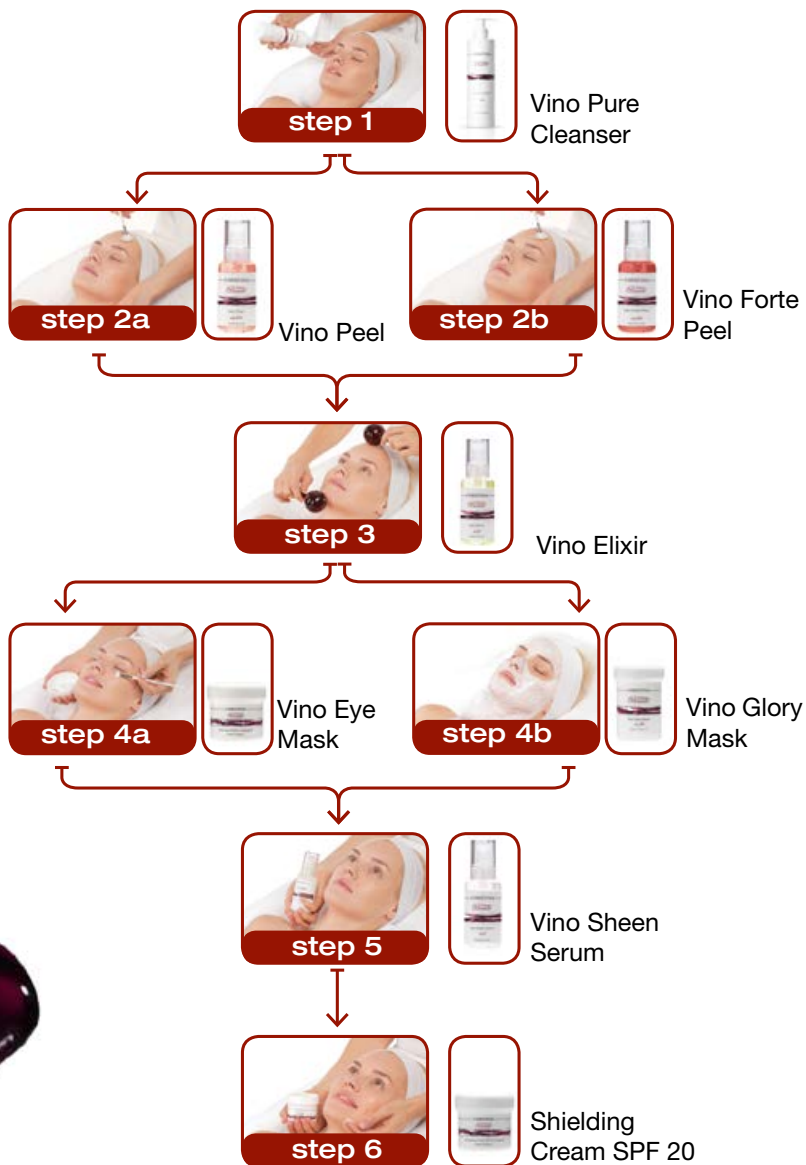 step 1
Vino Pure
Cleanser
step 2a
Vino Peel
step 2b
Vino Forte
Peel
step 3
Vino Elixir
step 4a
Vino Eye
Mask
step 4b
Vino Glory
Mask
step 5
Vino Sheen
Serum
step 6
Shielding
Cream SPF 20